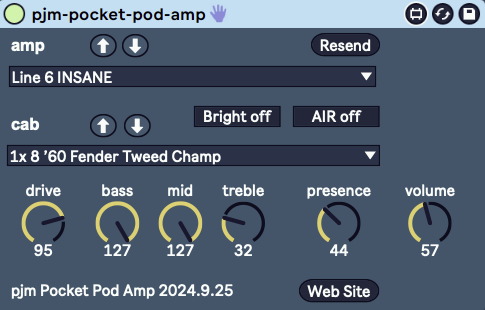 pjm-pocket-pod-amp
amp Resend
Line 6 INSANE
cab Bright off AIR off
1x 8 ’60 Fender Tweed Champ
drive bass mid treble presence volume
95 127 127 32 44 57
pjm Pocket Pod Amp 2024.9.25 Web Site